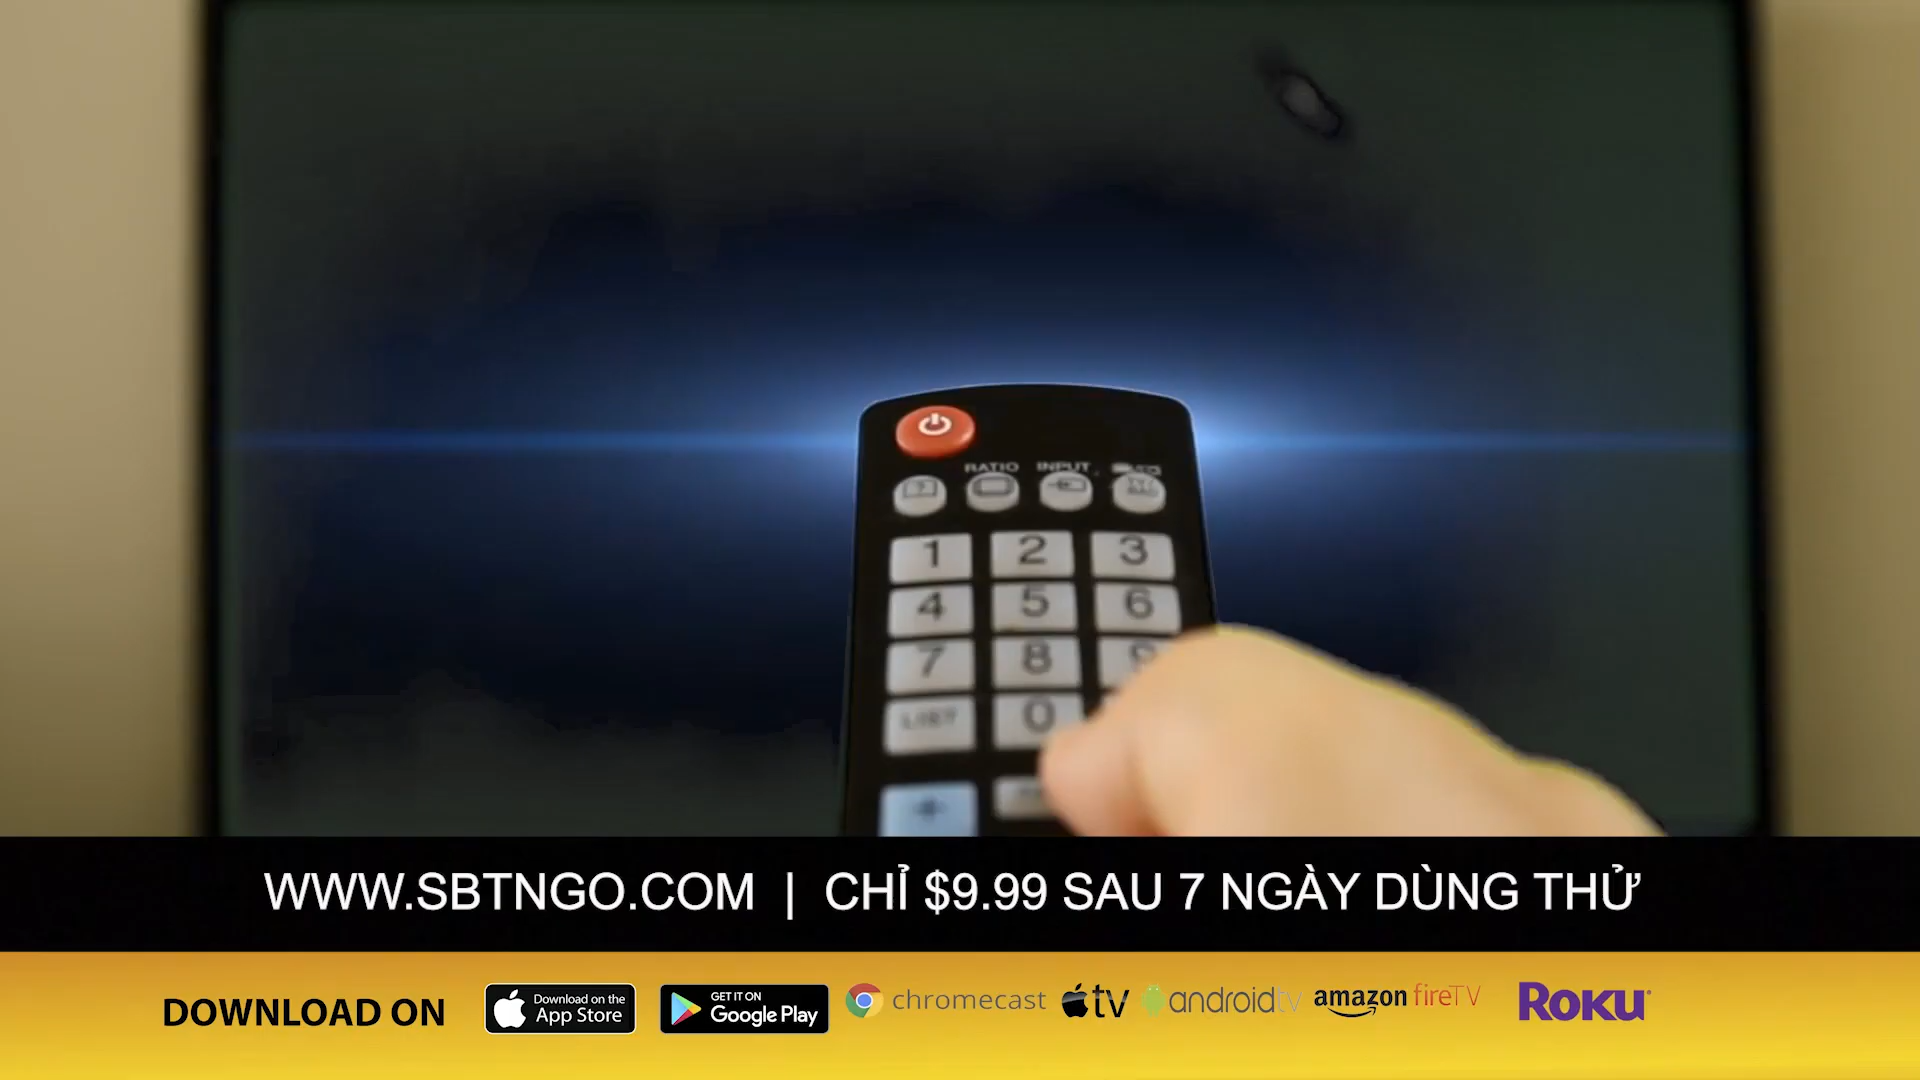 RATIO INPUT
?
1 2 3
4 5 6
7 8 9
LIST 0
WWW.SBTNGO.COM | CHỈ $9.99 SAU 7 NGÀY DÙNG THỬ
DOWNLOAD ON
Download on the
App Store
GET IT ON
Google Play
chromecast
tv
androidtv
amazon fireTV
ROKU